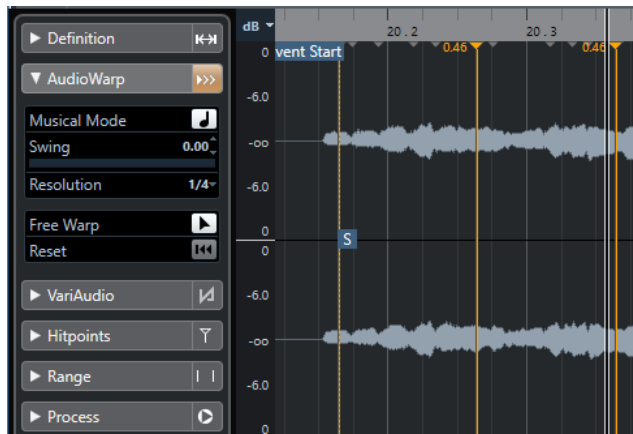 Definition
AudioWarp
Musical Mode
Swing 0.00
Resolution 1/4
Free Warp
Reset
VariAudio
Hitpoints
Range
Process
dB
20.2 20.3
0 vent Start 0.46 0.46
-6.0
-∞
-6.0
0
S
0
-6.0
-∞
-6.0
0